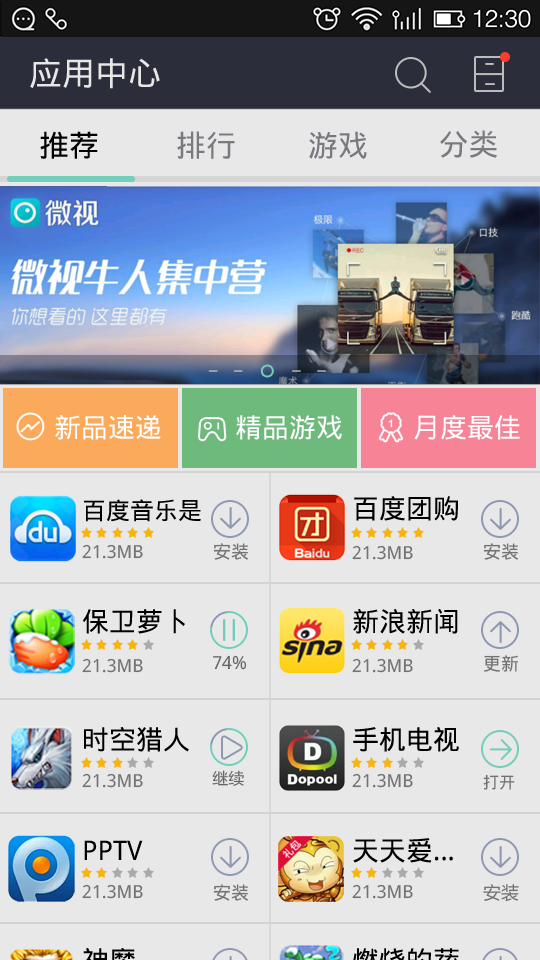 12:30
应用中心
推荐 排行 游戏 分类
微视
微视牛人集中营
你想看的 这里都有
极限
REC
口技
跑酷
魔术
新品速递
精品游戏
1
月度最佳
du
百度音乐是
21.3MB
安装
团
Baidu
百度团购
21.3MB
安装
保卫萝卜
21.3MB
74%
sina
新浪新闻
21.3MB
更新
时空猎人
21.3MB
继续
D
Dopool
手机电视
21.3MB
打开
PPTV
21.3MB
安装
礼包
天天爱...
21.3MB
安装
神魔
燃烧的蔬